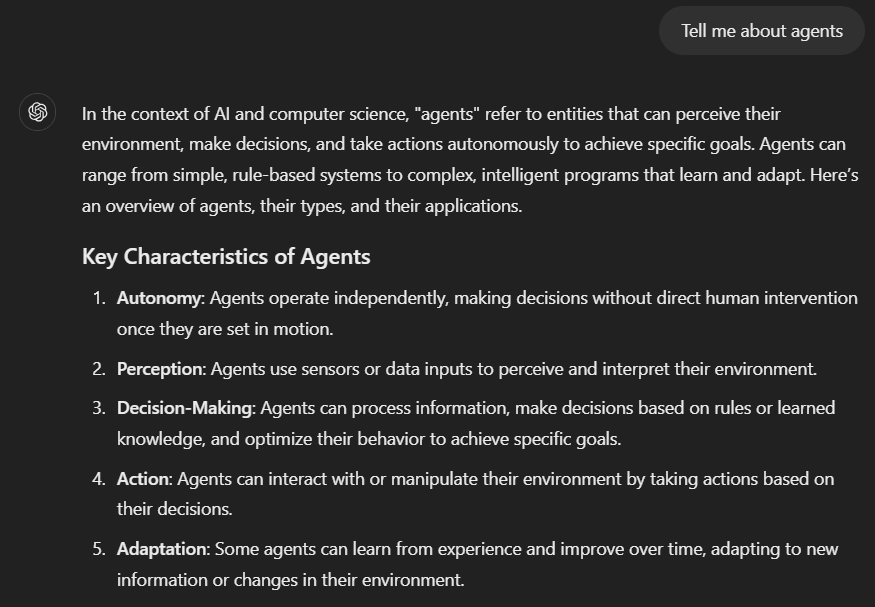 Tell me about agents
In the context of AI and computer science, "agents" refer to entities that can perceive their
environment, make decisions, and take actions autonomously to achieve specific goals. Agents can
range from simple, rule-based systems to complex, intelligent programs that learn and adapt. Here’s
an overview of agents, their types, and their applications.
Key Characteristics of Agents
1. Autonomy: Agents operate independently, making decisions without direct human intervention
once they are set in motion.
2. Perception: Agents use sensors or data inputs to perceive and interpret their environment.
3. Decision-Making: Agents can process information, make decisions based on rules or learned
knowledge, and optimize their behavior to achieve specific goals.
4. Action: Agents can interact with or manipulate their environment by taking actions based on
their decisions.
5. Adaptation: Some agents can learn from experience and improve over time, adapting to new
information or changes in their environment.